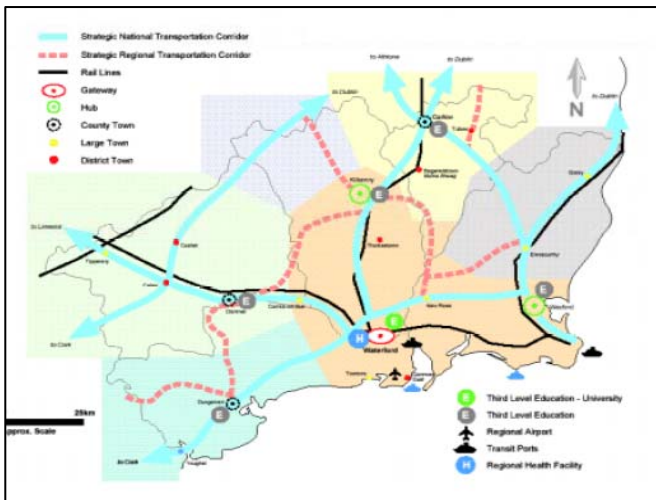 Strategic National Transportation Corridor
Strategic Regional Transportation Corridor
Rail Lines
Gateway
Hub
County Town
Large Town
District Town
to Athlone
to Dublin
to Dublin
to Dublin
N
Carlow
E
Tullow
Kilkenny
E
Gorey
Thomastown
Enniscorthy
to Limerick
Tipperary
Cashel
Cahir
Clonmel
E
Carrick-on-Suir
New Ross
E
Wexford
E
H
Waterford
to Cork
Tramore
Dungarvan
E
Youghal
to Cork
25km
approx. Scale
E Third Level Education - University
E Third Level Education
Regional Airport
Transit Ports
H Regional Health Facility